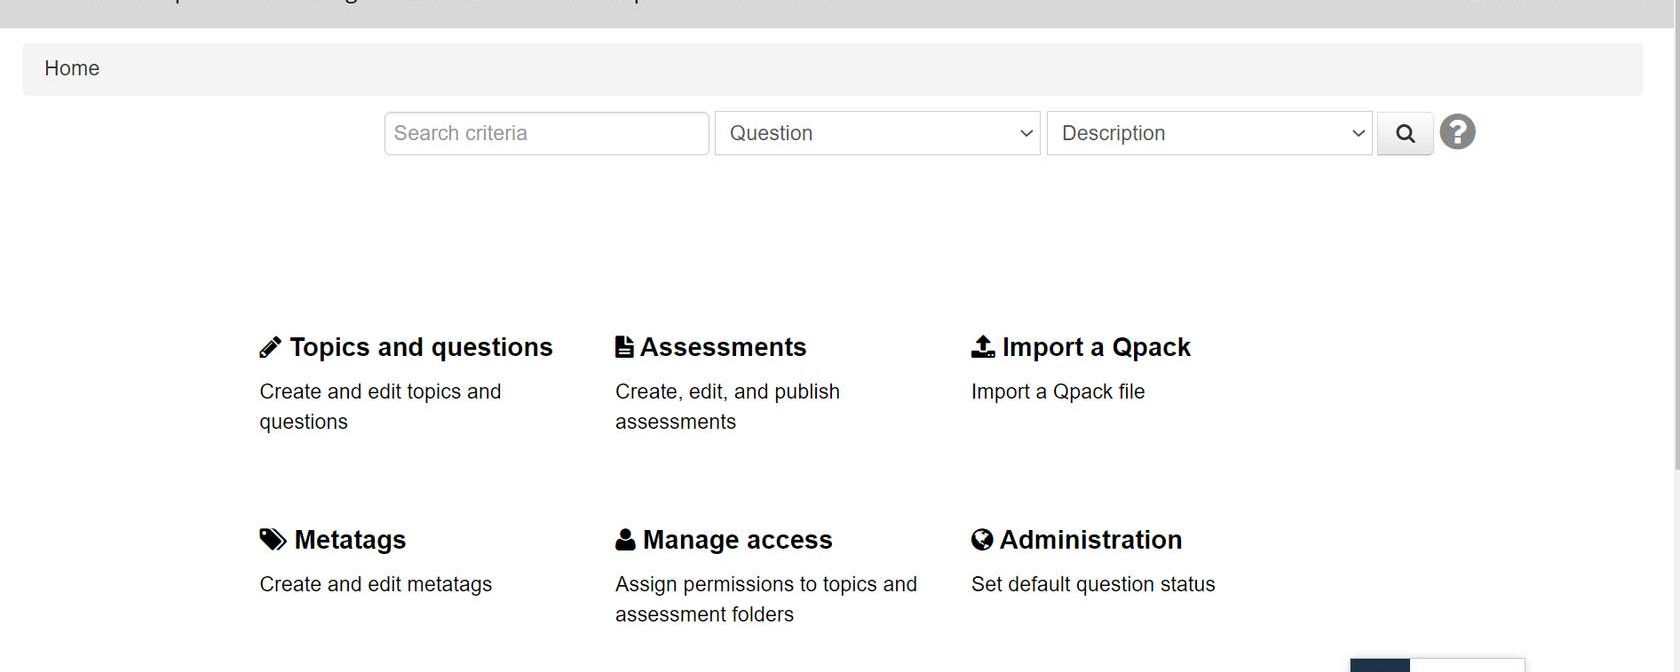 Home
Search criteria
Question
Description
Topics and questions
Create and edit topics and
questions
Assessments
Create, edit, and publish
assessments
Import a Qpack
Import a Qpack file
Metatags
Create and edit metatags
Manage access
Assign permissions to topics and
assessment folders
Administration
Set default question status